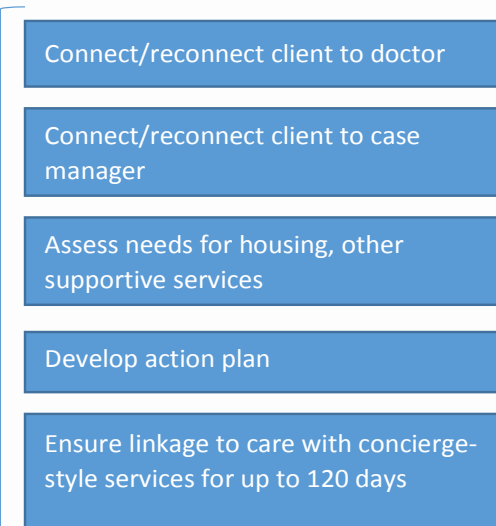 Connect/reconnect client to doctor
Connect/reconnect client to case
manager
Assess needs for housing, other
supportive services
Develop action plan
Ensure linkage to care with concierge-
style services for up to 120 days